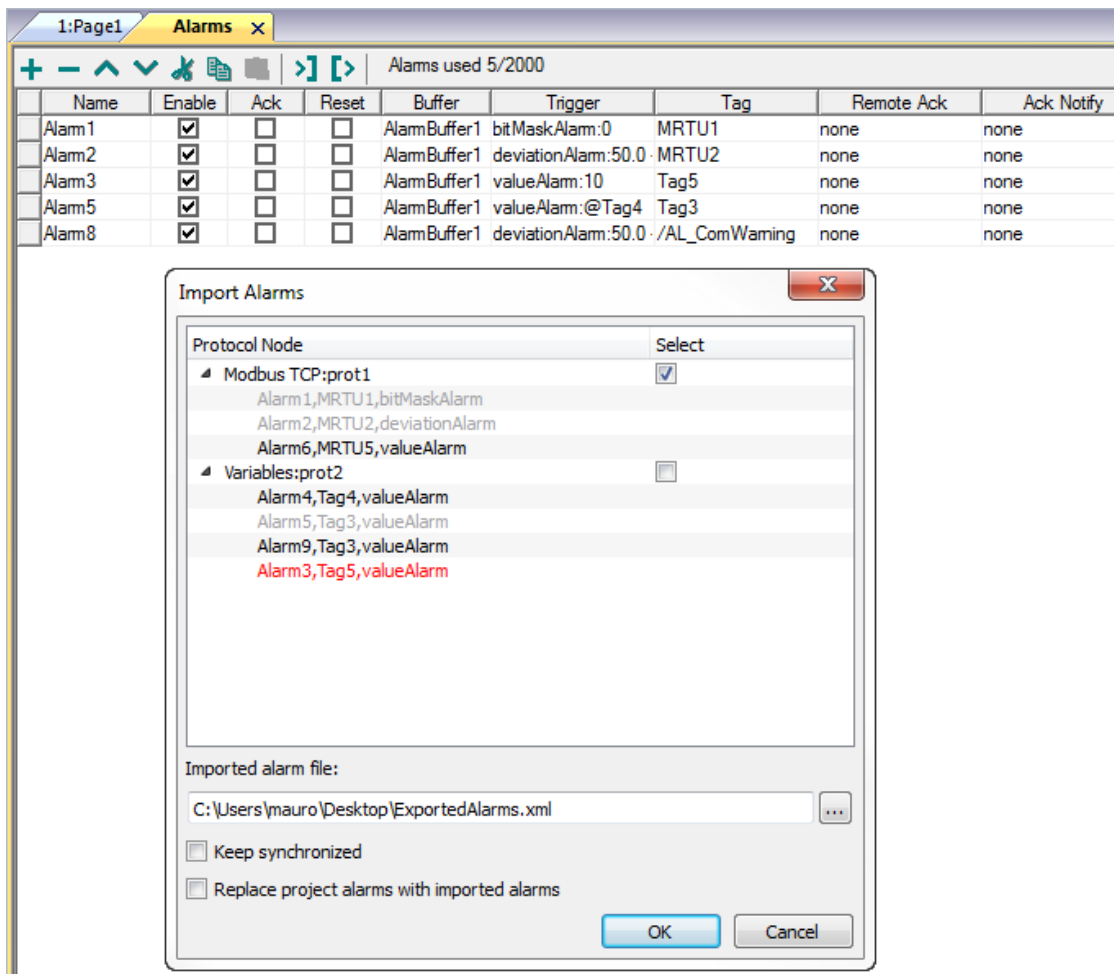 1:Page1 Alarms
Alarms used 5/2000
Name Enable Ack Reset Buffer Trigger Tag Remote Ack Ack Notify
Alarm1 AlarmBuffer1 bitMaskAlarm:0 MRTU1 none none
Alarm2 AlarmBuffer1 deviationAlarm:50.0 - MRTU2 none none
Alarm3 AlarmBuffer1 valueAlarm:10 Tag5 none none
Alarm5 AlarmBuffer1 valueAlarm:@Tag4 Tag3 none none
Alarm8 AlarmBuffer1 deviationAlarm:50.0 - /AL_ComWarning none none
Import Alarms
Protocol Node Select
Modbus TCP:prot1
Alarm1,MRTU1,bitMaskAlarm
Alarm2,MRTU2,deviationAlarm
Alarm6,MRTU5,valueAlarm
Variables:prot2
Alarm4,Tag4,valueAlarm
Alarm5,Tag3,valueAlarm
Alarm9,Tag3,valueAlarm
Alarm3,Tag5,valueAlarm
Imported alarm file:
C:\Users\mauro\Desktop\ExportedAlarms.xml ...
Keep synchronized
Replace project alarms with imported alarms
OK Cancel